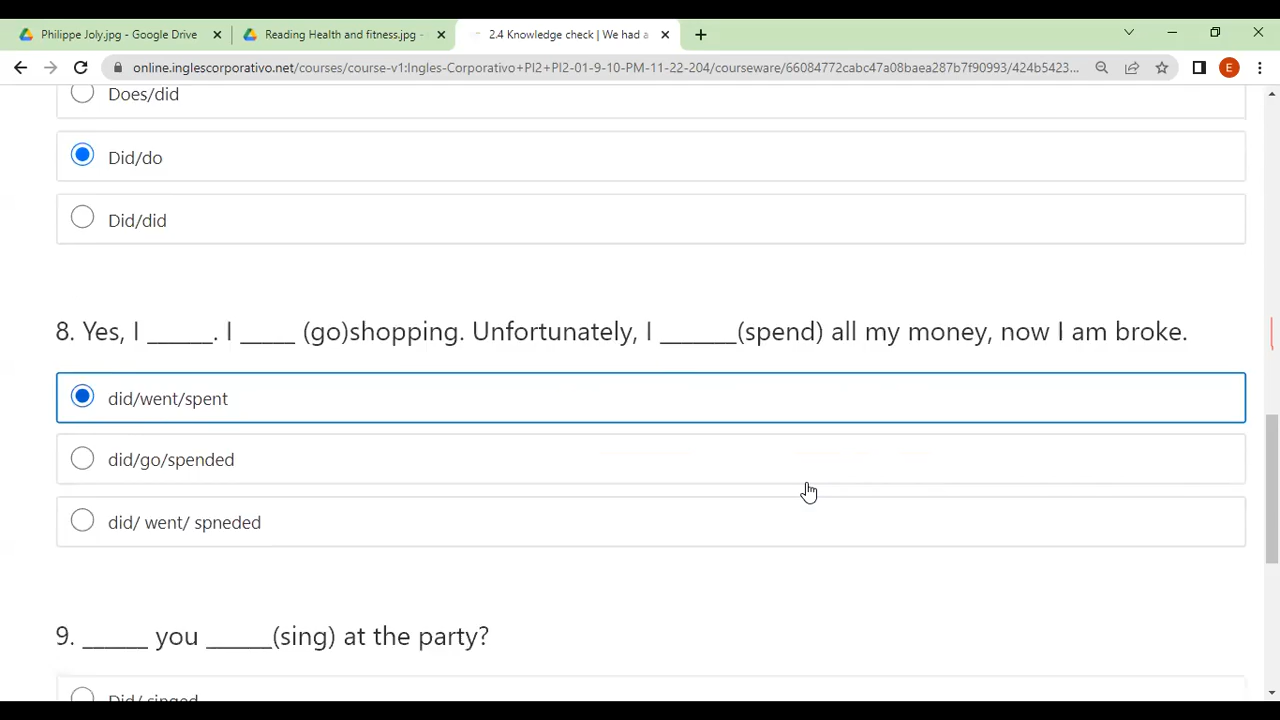 Philippe Joly.jpg - Google Drive
Reading Health and fitness.jpg -
2.4 Knowledge check | We had a
online.inglescorporativo.net/courses/course-v1:Ingles-Corporativo+PI2+PI2-01-9-10-PM-11-22-204/courseware/66084772cabc47a08baea287b7f90993/424b5423...
E
Does/did
Did/do
Did/did
8. Yes, I ______. I _____ (go)shopping. Unfortunately, I _______(spend) all my money, now I am broke.
did/went/spent
did/go/spended
did/ went/ spneded
9. ______ you ______(sing) at the party?
Did/ singed